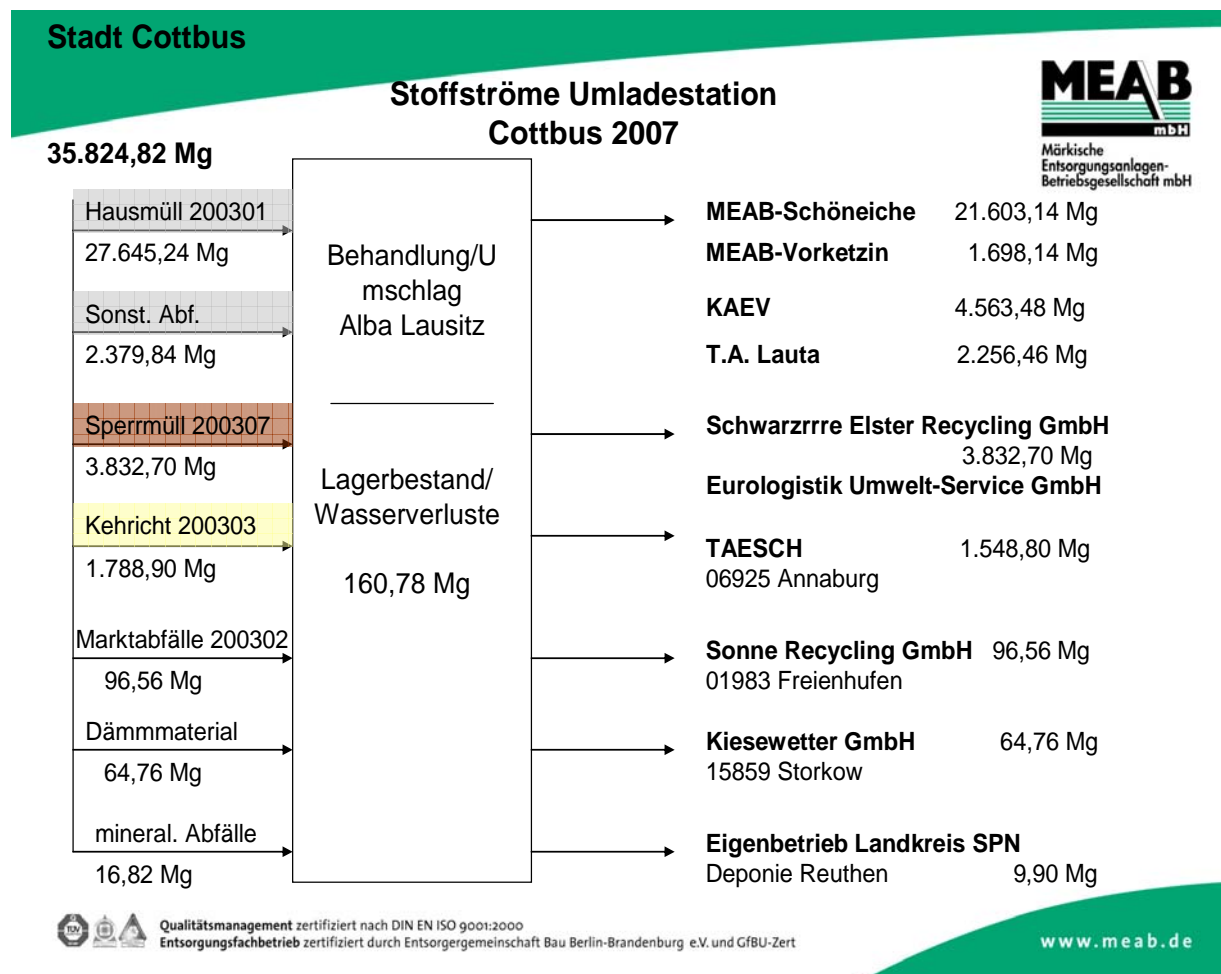 Stadt Cottbus
Stoffströme Umladestation
Cottbus 2007
MEAB
mbH
Märkische
Entsorgungsanlagen-
Betriebsgesellschaft mbH
35.824,82 Mg
Hausmüll 200301
27.645,24 Mg
Sonst. Abf.
2.379,84 Mg
Sperrmüll 200307
3.832,70 Mg
Kehricht 200303
1.788,90 Mg
Marktabfälle 200302
96,56 Mg
Dämmmaterial
64,76 Mg
mineral. Abfälle
16,82 Mg
Behandlung/U
mschlag
Alba Lausitz
Lagerbestand/
Wasserverluste
160,78 Mg
MEAB-Schöneiche 21.603,14 Mg
MEAB-Vorketzin 1.698,14 Mg
KAEV 4.563,48 Mg
T.A. Lauta 2.256,46 Mg
Schwarzrrre Elster Recycling GmbH
3.832,70 Mg
Eurologistik Umwelt-Service GmbH
TAESCH 1.548,80 Mg
06925 Annaburg
Sonne Recycling GmbH 96,56 Mg
01983 Freienhufen
Kiesewetter GmbH 64,76 Mg
15859 Storkow
Eigenbetrieb Landkreis SPN
Deponie Reuthen 9,90 Mg
Qualitätsmanagement zertifiziert nach DIN EN ISO 9001:2000
Entsorgungsfachbetrieb zertifiziert durch Entsorgergemeinschaft Bau Berlin-Brandenburg e.V. und GfBU-Zert
www.meab.de